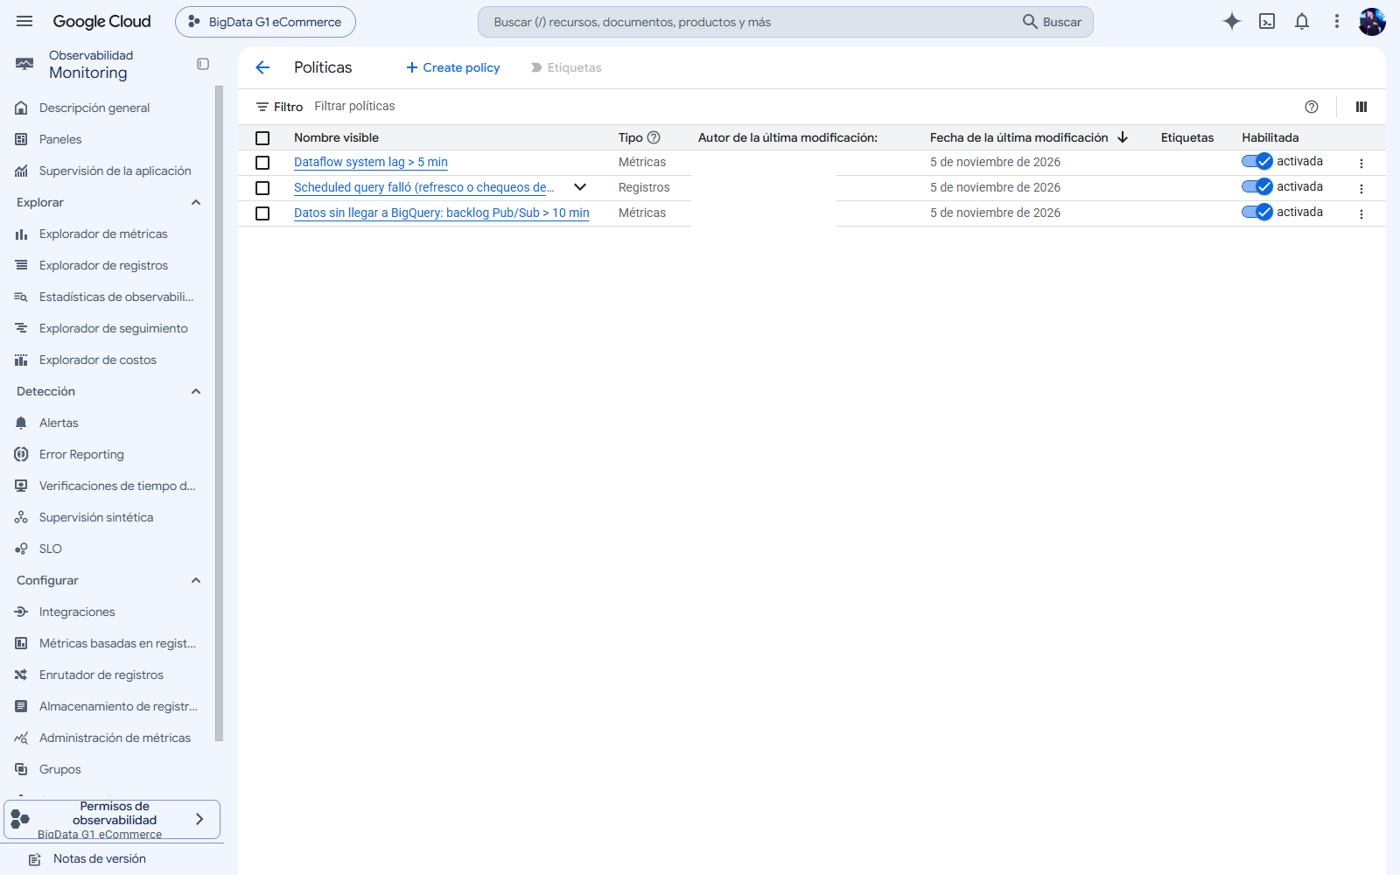 Google Cloud
BigData G1 eCommerce
Buscar (/) recursos, documentos, productos y más
Buscar
Observabilidad
Monitoring
Descripción general
Paneles
Supervisión de la aplicación
Explorar
Explorador de métricas
Explorador de registros
Estadísticas de observabili...
Explorador de seguimiento
Explorador de costos
Detección
Alertas
Error Reporting
Verificaciones de tiempo d...
Supervisión sintética
SLO
Configurar
Integraciones
Métricas basadas en regist...
Enrutador de registros
Almacenamiento de registr...
Administración de métricas
Grupos
Permisos de
observabilidad
BigData G1 eCommerce
Notas de versión
Políticas
Create policy
Etiquetas
Filtro Filtrar políticas
Nombre visible Tipo Autor de la última modificación: Fecha de la última modificación Etiquetas Habilitada
Dataflow system lag > 5 min Métricas 5 de noviembre de 2026 activada
Scheduled query falló (refresco o chequeos de... Registros 5 de noviembre de 2026 activada
Datos sin llegar a BigQuery: backlog Pub/Sub > 10 min Métricas 5 de noviembre de 2026 activada